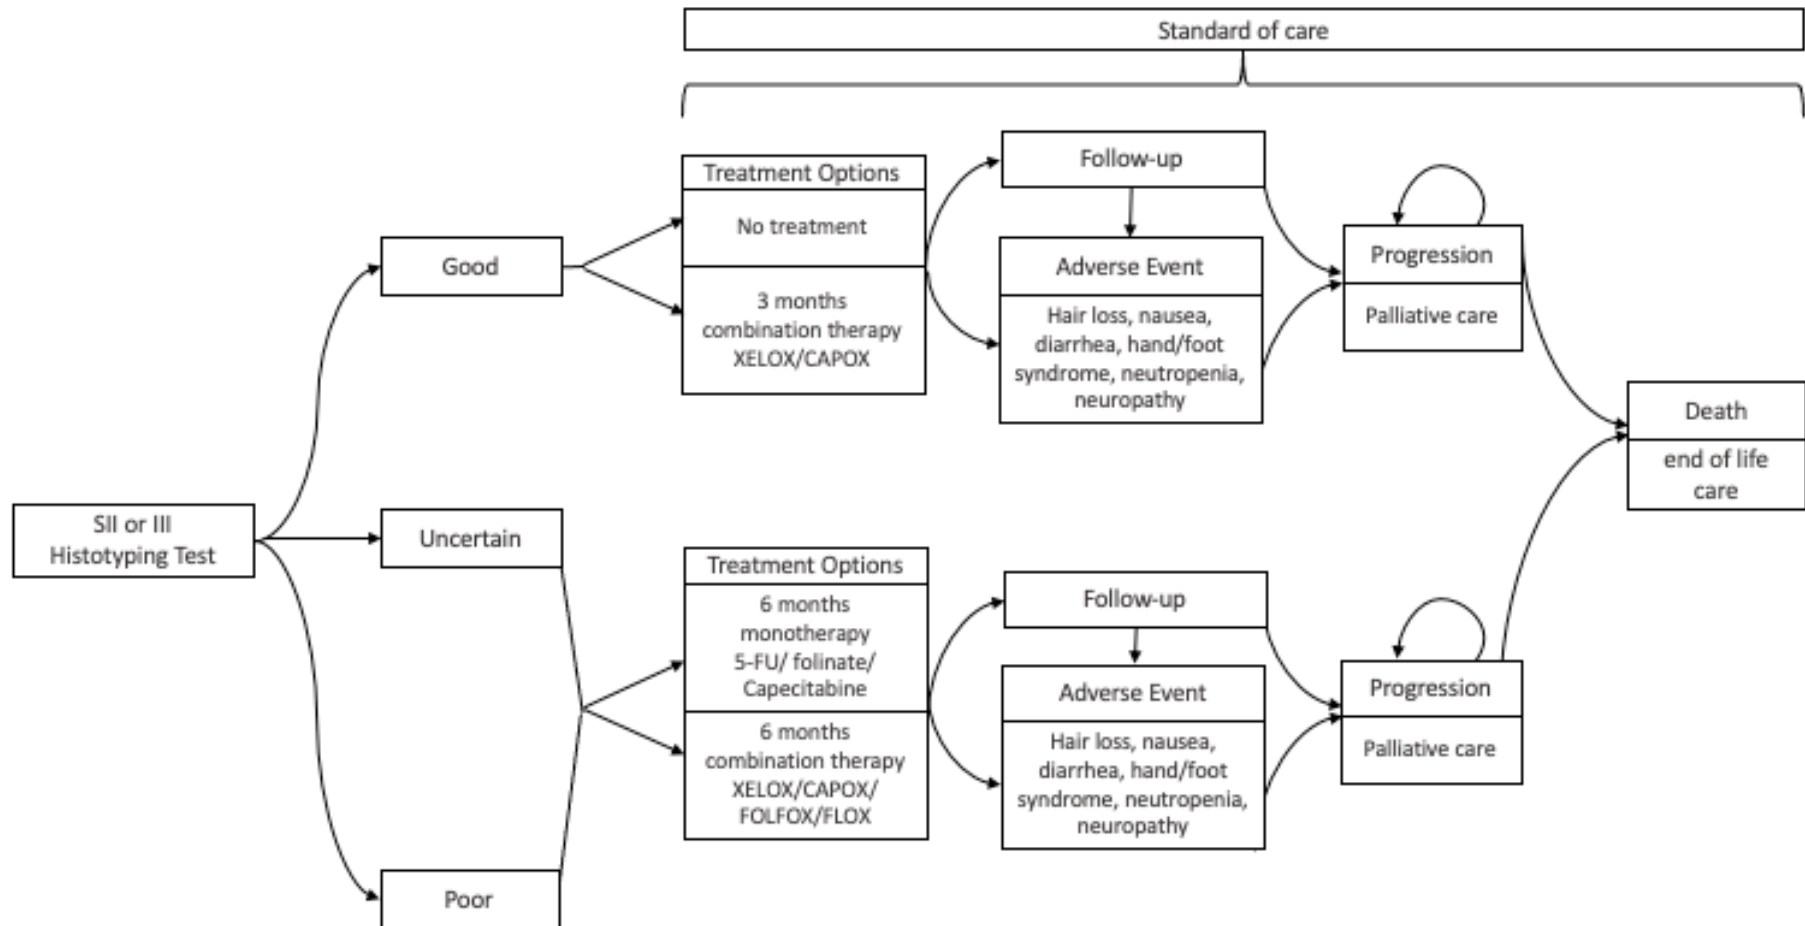 Standard of care
SII or III
Histotyping Test
Good
Uncertain
Poor
Treatment Options
No treatment
3 months
combination therapy
XELOX/CAPOX
Follow-up
Adverse Event
Hair loss, nausea,
diarrhea, hand/foot
syndrome, neutropenia,
neuropathy
Progression
Palliative care
Treatment Options
6 months
monotherapy
5-FU/ folinate/
Capecitabine
6 months
combination therapy
XELOX/CAPOX/
FOLFOX/FLOX
Follow-up
Adverse Event
Hair loss, nausea,
diarrhea, hand/foot
syndrome, neutropenia,
neuropathy
Progression
Palliative care
Death
end of life
care